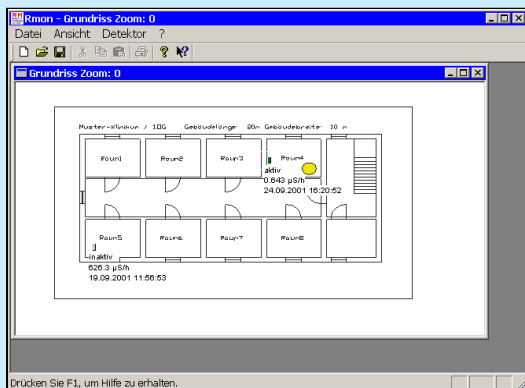 Rmon - Grundriss Zoom: 0
Datei Ansicht Detektor ?
Grundriss Zoom: 0
Muster-Klinikum / 1OG Gebäudelänge: 20m Gebäudebreite: 10 m
Raum1 Raum2 Raum3 Raum4
aktiv
0.643 µS/h
24.09.2001 16:20:52
Raum5 Raum6 Raum7 Raum8
inaktiv
626.3 µS/h
19.09.2001 11:56:53
Drücken Sie F1, um Hilfe zu erhalten.